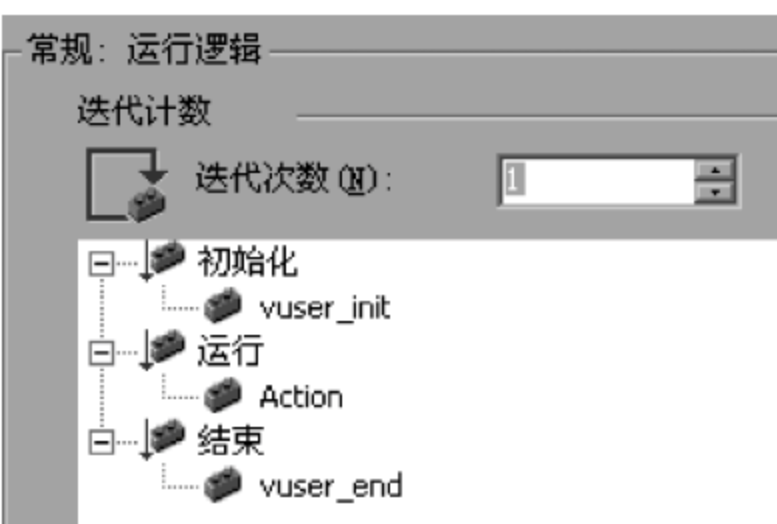 常规: 运行逻辑
迭代计数
迭代次数(N): 1
初始化
vuser_init
运行
Action
结束
vuser_end